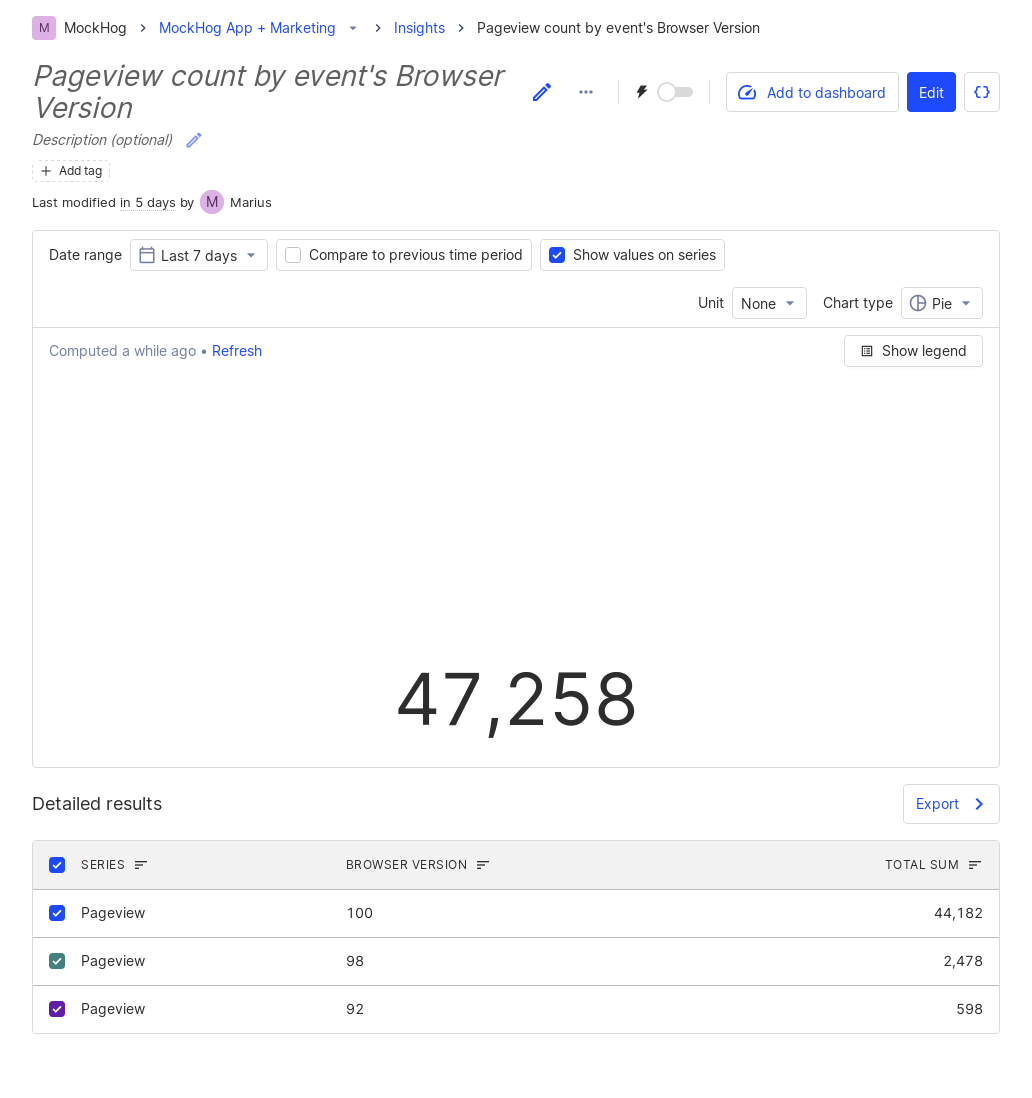 M MockHog MockHog App + Marketing Insights Pageview count by event's Browser Version
Pageview count by event's Browser
Version
Add to dashboard Edit
Description (optional)
Add tag
Last modified in 5 days by M Marius
Date range Last 7 days Compare to previous time period Show values on series
Unit None Chart type Pie
Computed a while ago • Refresh Show legend
47,258
Detailed results Export
SERIES BROWSER VERSION TOTAL SUM
Pageview 100 44,182
Pageview 98 2,478
Pageview 92 598